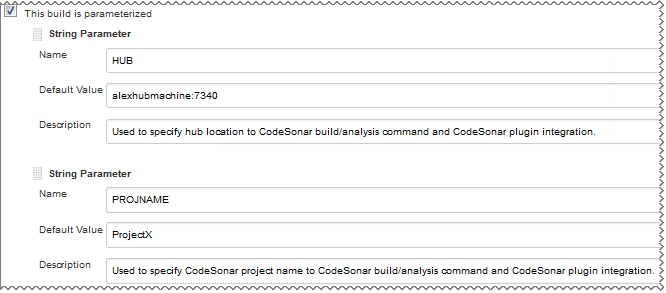 This build is parameterized
String Parameter
Name
HUB
Default Value
alexhubmachine:7340
Description
Used to specify hub location to CodeSonar build/analysis command and CodeSonar plugin integration.
String Parameter
Name
PROJNAME
Default Value
ProjectX
Description
Used to specify CodeSonar project name to CodeSonar build/analysis command and CodeSonar plugin integration.